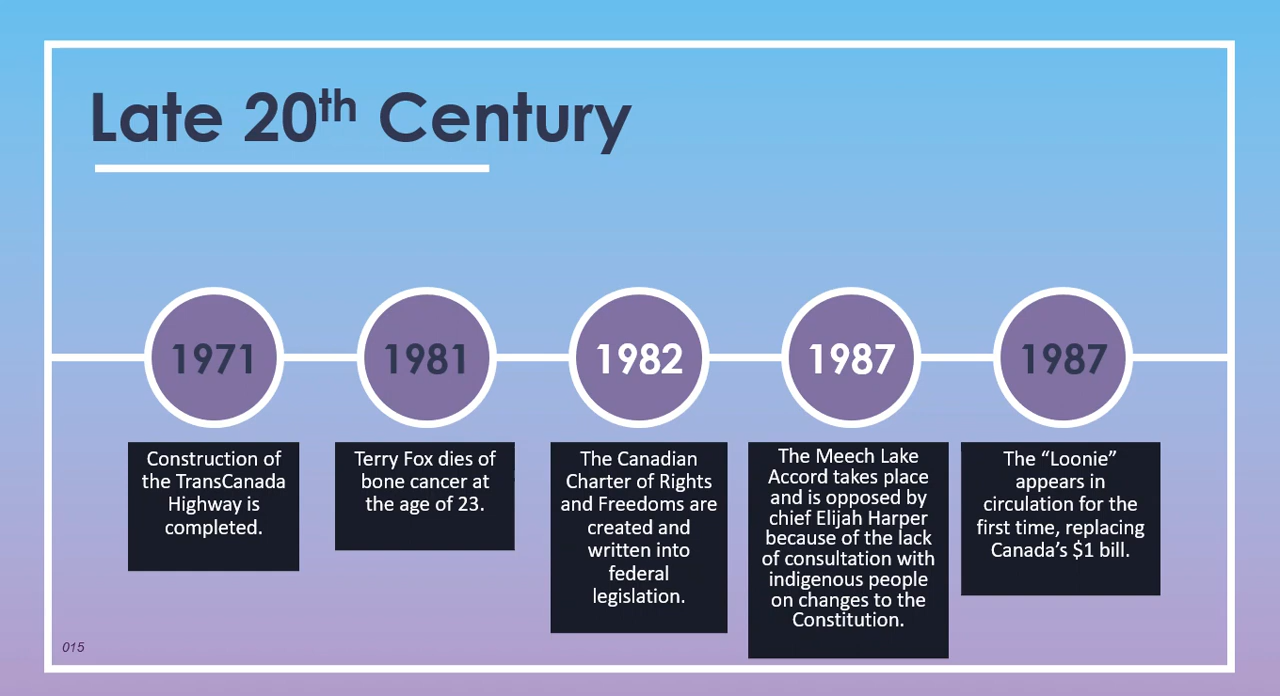 Late 20th Century
1971
1981
1982
1987
1987
Construction of
the TransCanada
Highway is
completed.
Terry Fox dies of
bone cancer at
the age of 23.
The Canadian
Charter of Rights
and Freedoms are
created and
written into
federal
legislation.
The Meech Lake
Accord takes place
and is opposed by
chief Elijah Harper
because of the lack
of consultation with
indigenous people
on changes to the
Constitution.
The “Loonie”
appears in
circulation for the
first time, replacing
Canada’s $1 bill.
015